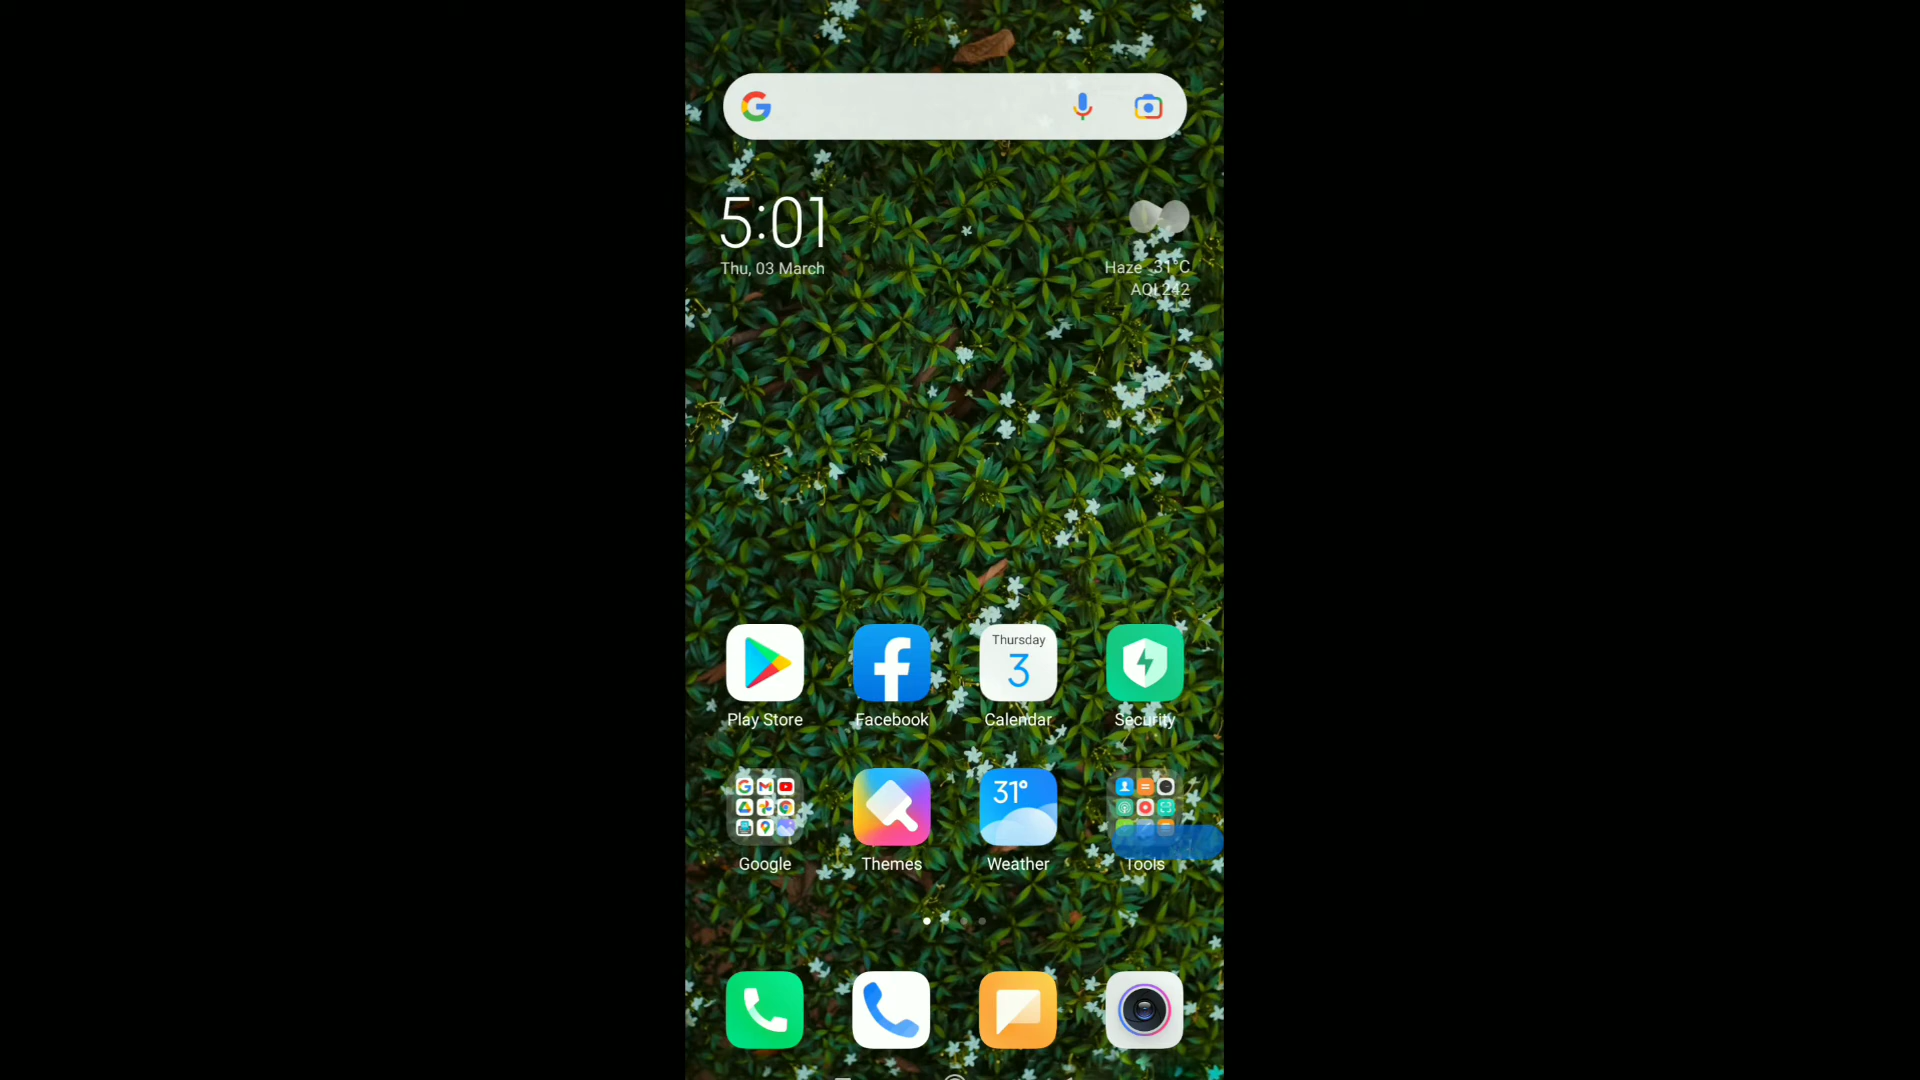 5:01
Thu, 03 March
Haze 31°C
AQI 242
Thursday
3
Play Store
Facebook
Calendar
Security
31°
Google
Themes
Weather
Tools